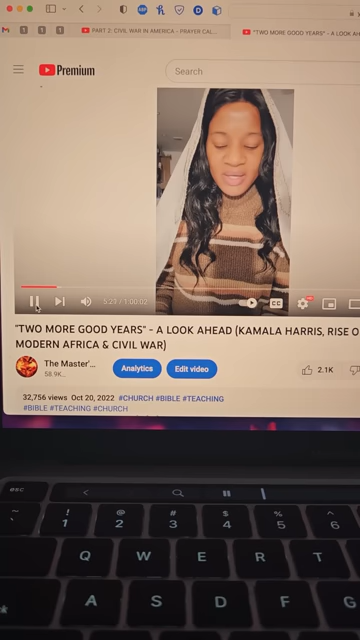 PART 2: CIVIL WAR IN AMERICA – PRAYER CAL...
"TWO MORE GOOD YEARS" - A LOOK AH
Premium
Search
5:29 / 1:00:02
CC
"TWO MORE GOOD YEARS" - A LOOK AHEAD (KAMALA HARRIS, RISE O
MODERN AFRICA & CIVIL WAR)
The Master'...
58.9K...
Analytics
Edit video
2.1K
32,756 views Oct 20, 2022 #CHURCH #BIBLE #TEACHING
#BIBLE #TEACHING #CHURCH
esc
~ ! @ # $ % ^
` 1 2 3 4 5 6
Q W E R T
A S D F G